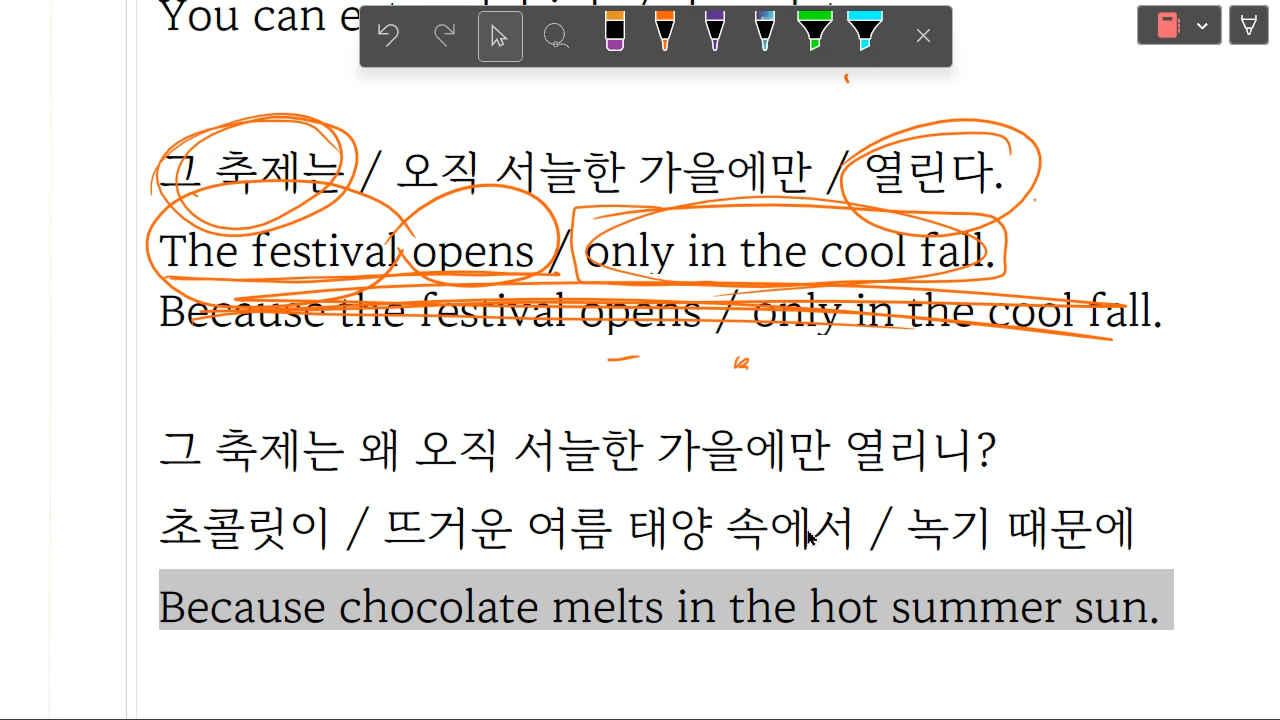 You can e
그 축제는 / 오직 서늘한 가을에만 / 열린다.
The festival opens / only in the cool fall.
Because the festival opens / only in the cool fall.
그 축제는 왜 오직 서늘한 가을에만 열리니?
초콜릿이 / 뜨거운 여름 태양 속에서 / 녹기 때문에
Because chocolate melts in the hot summer sun.